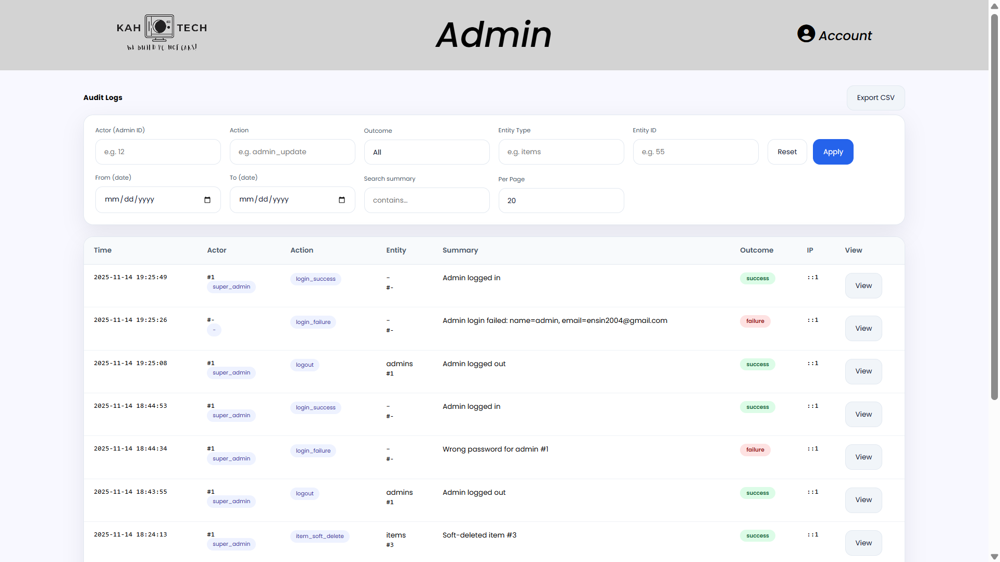 KAH TECH
WE BUILD PC, NOT CARS!
Admin
Account
Audit Logs
Export CSV
Actor (Admin ID)
Action
Outcome
Entity Type
Entity ID
e.g. 12
e.g. admin_update
All
e.g. items
e.g. 55
Reset
Apply
From (date)
To (date)
Search summary
Per Page
mm/dd/yyyy
mm/dd/yyyy
contains...
20
Time Actor Action Entity Summary Outcome IP View
2025-11-14 19:25:49 #1 login_success - Admin logged in success ::1 View
super_admin #-
2025-11-14 19:25:26 #- login_failure - Admin login failed: name=admin, email=ensin2004@gmail.com failure ::1 View
- #-
2025-11-14 19:25:08 #1 logout admins Admin logged out success ::1 View
super_admin #1
2025-11-14 18:44:53 #1 login_success - Admin logged in success ::1 View
super_admin #-
2025-11-14 18:44:34 #1 login_failure - Wrong password for admin #1 failure ::1 View
super_admin #-
2025-11-14 18:43:55 #1 logout admins Admin logged out success ::1 View
super_admin #1
2025-11-14 18:24:13 #1 item_soft_delete items Soft-deleted item #3 success ::1 View
super_admin #3